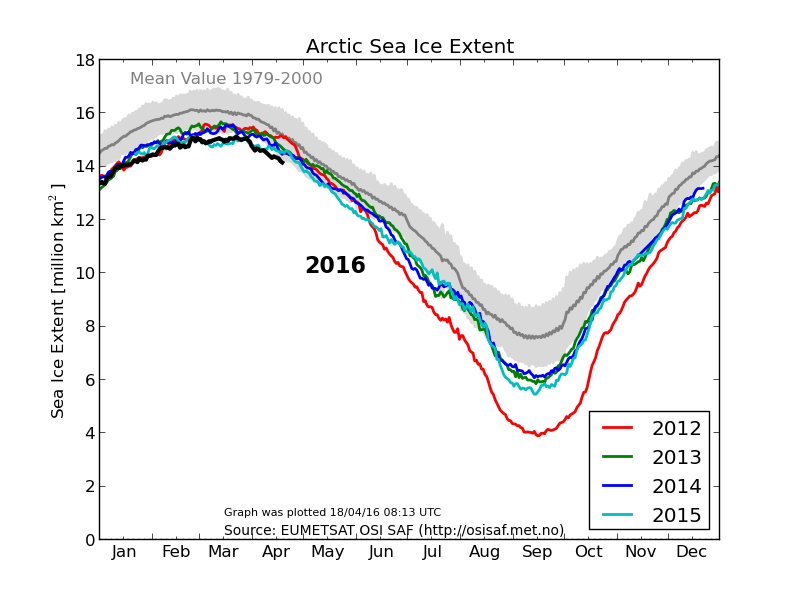 Arctic Sea Ice Extent
Mean Value 1979-2000
18
16
14
12
10
8
6
4
2
0
Sea Ice Extent [million km² ]
2016
2012
2013
2014
2015
Graph was plotted 18/04/16 08:13 UTC
Source: EUMETSAT OSI SAF (http://osisaf.met.no)
Jan Feb Mar Apr May Jun Jul Aug Sep Oct Nov Dec